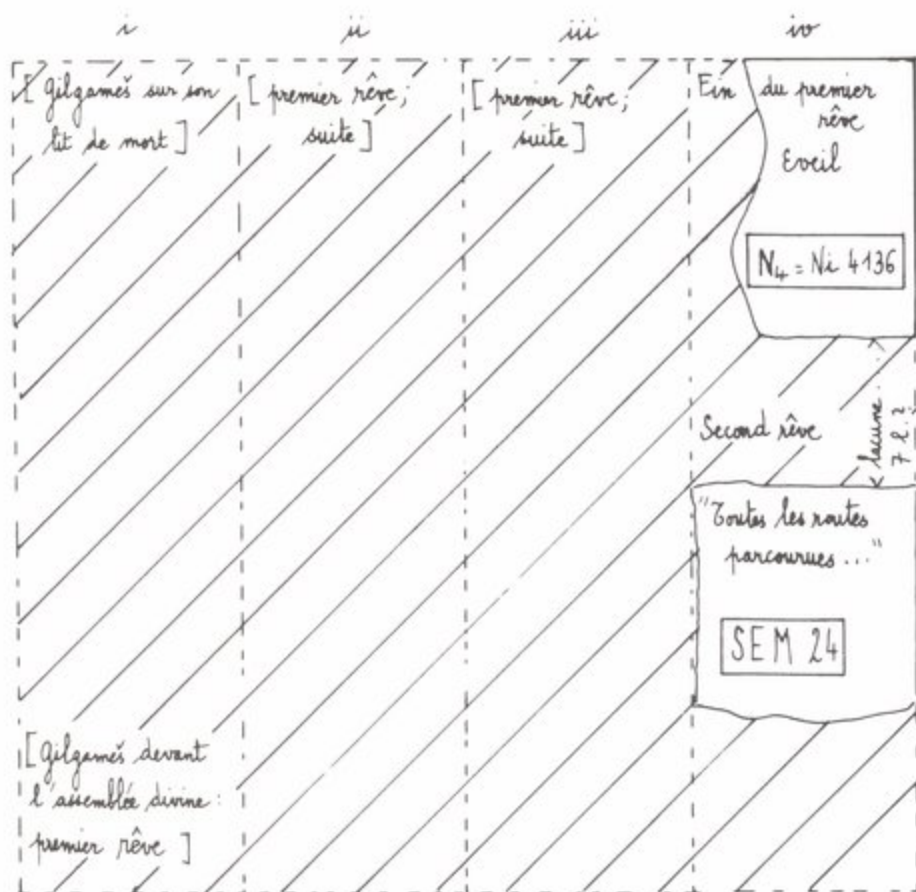 i
ii
iii
iv
[ Gilgameš sur son
lit de mort ]
[ premier rêve ;
suite ]
[ premier rêve ;
suite ]
Fin du premier
rêve
Eveil
N₄ = Ni 4136
lacune
7 l. ?
Second rêve
"Toutes les routes
parcourues ..."
SEM 24
[ Gilgameš devant
l'assemblée divine :
premier rêve ]